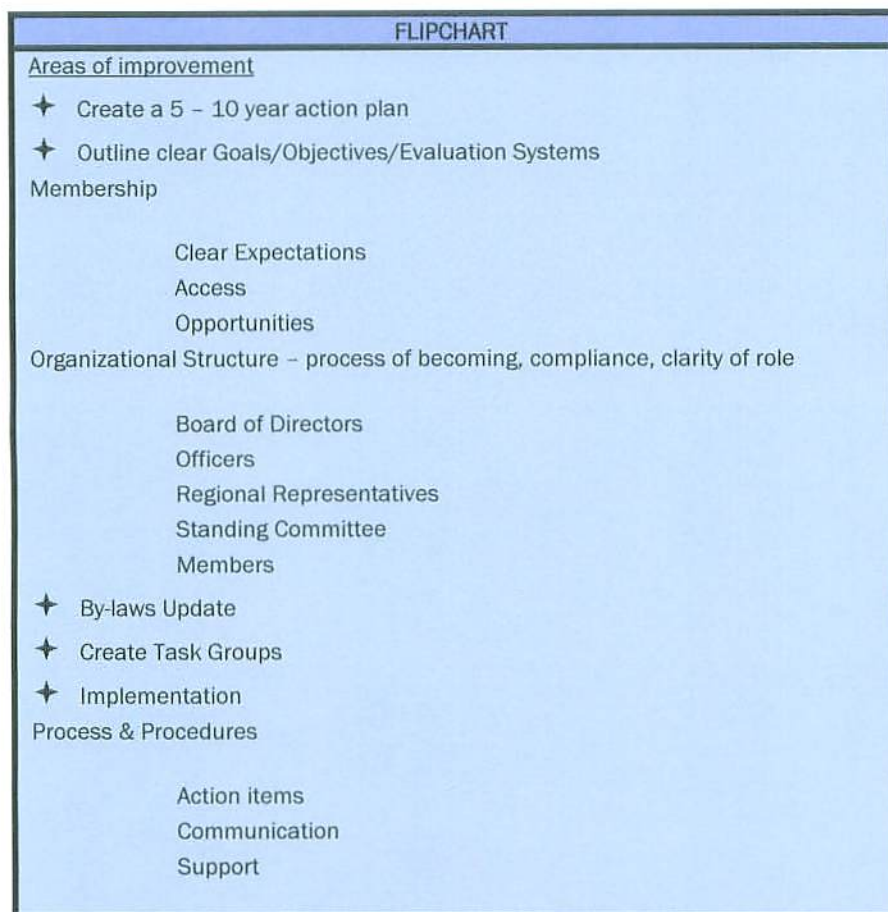 FLIPCHART
Areas of improvement
Create a 5 – 10 year action plan
Outline clear Goals/Objectives/Evaluation Systems
Membership
Clear Expectations
Access
Opportunities
Organizational Structure – process of becoming, compliance, clarity of role
Board of Directors
Officers
Regional Representatives
Standing Committee
Members
By-laws Update
Create Task Groups
Implementation
Process & Procedures
Action items
Communication
Support